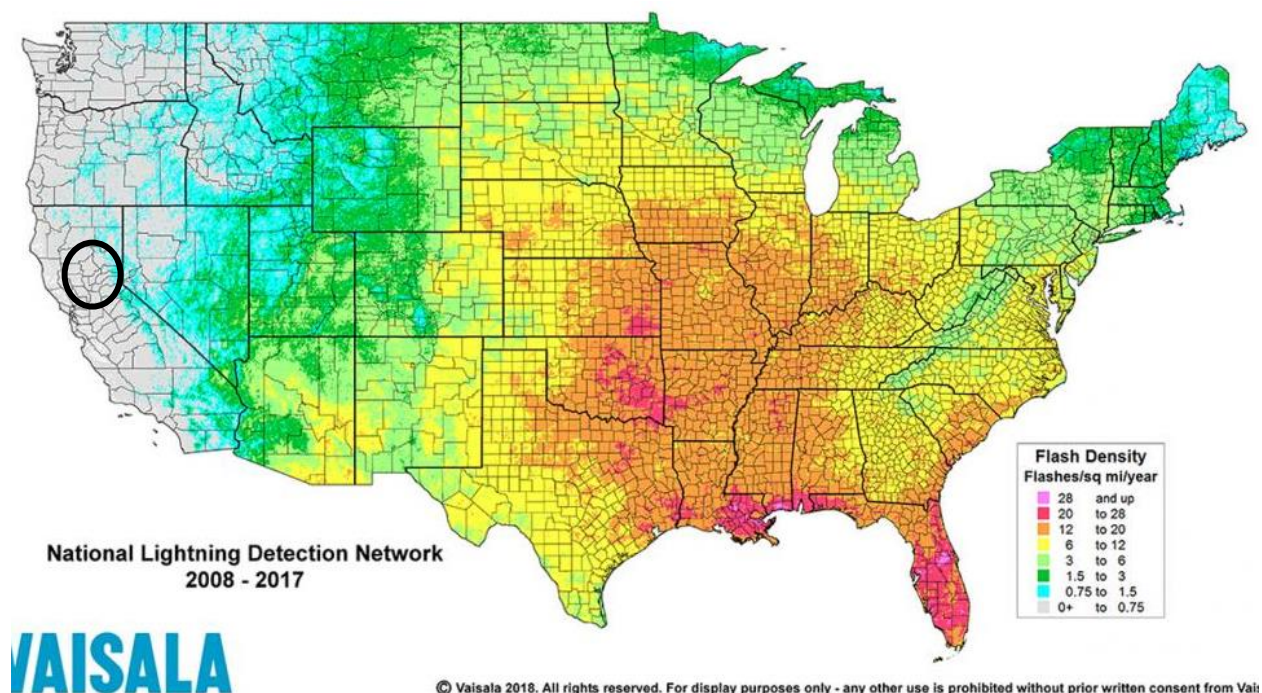 Flash Density
Flashes/sq mi/year
28 and up
20 to 28
12 to 20
6 to 12
3 to 6
1.5 to 3
0.75 to 1.5
0+ to 0.75
National Lightning Detection Network
2008 - 2017
VAISALA
© Vaisala 2018. All rights reserved. For display purposes only - any other use is prohibited without prior written consent from Vais